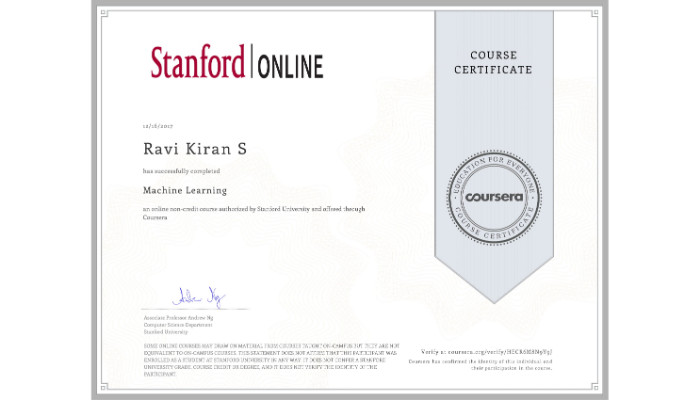 Stanford | ONLINE
COURSE
CERTIFICATE
EDUCATION FOR EVERYONE
coursera
COURSE CERTIFICATE
Ravi Kiran S
has successfully completed
Machine Learning
an online non-credit course authorized by Stanford University and offered through
Coursera
Associate Professor Andrew Ng
Computer Science Department
Stanford University
SOME ONLINE COURSES MAY DRAW ON MATERIAL FROM COURSES TAUGHT ON-CAMPUS BUT THEY ARE NOT
EQUIVALENT TO ON-CAMPUS COURSES. THIS STATEMENT DOES NOT AFFIRM THAT THIS PARTICIPANT WAS
ENROLLED AS A STUDENT AT STANFORD UNIVERSITY IN ANY WAY. IT DOES NOT CONFER A STANFORD
UNIVERSITY GRADE, COURSE CREDIT OR DEGREE, AND IT DOES NOT VERIFY THE IDENTITY OF THE
PARTICIPANT.
Verify at coursera.org/verify/
Coursera has confirmed the identity of this individual and
their participation in the course.